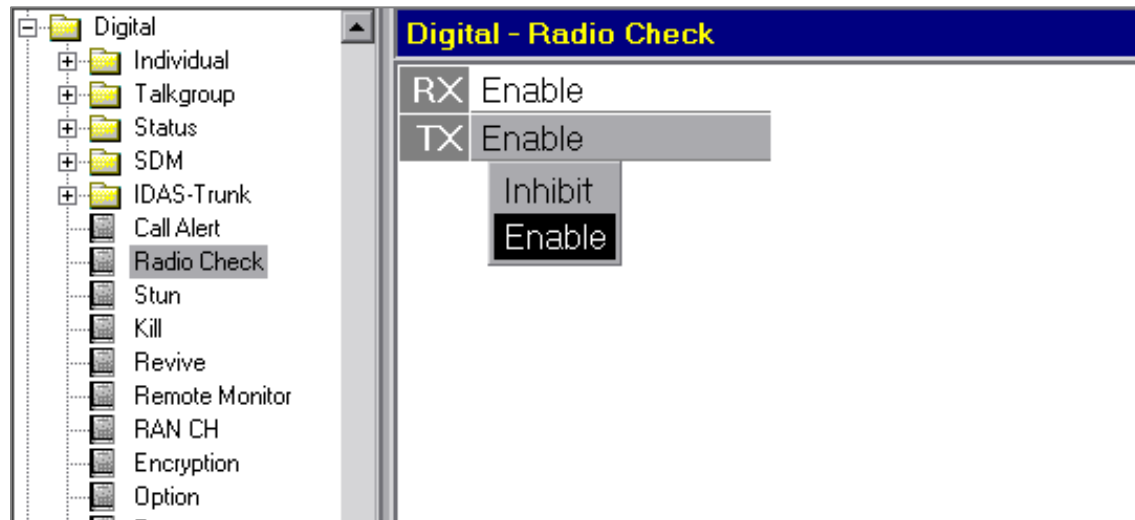 Digital
Individual
Talkgroup
Status
SDM
IDAS-Trunk
Call Alert
Radio Check
Stun
Kill
Revive
Remote Monitor
RAN CH
Encryption
Option
Digital - Radio Check
RX Enable
TX Enable
Inhibit
Enable